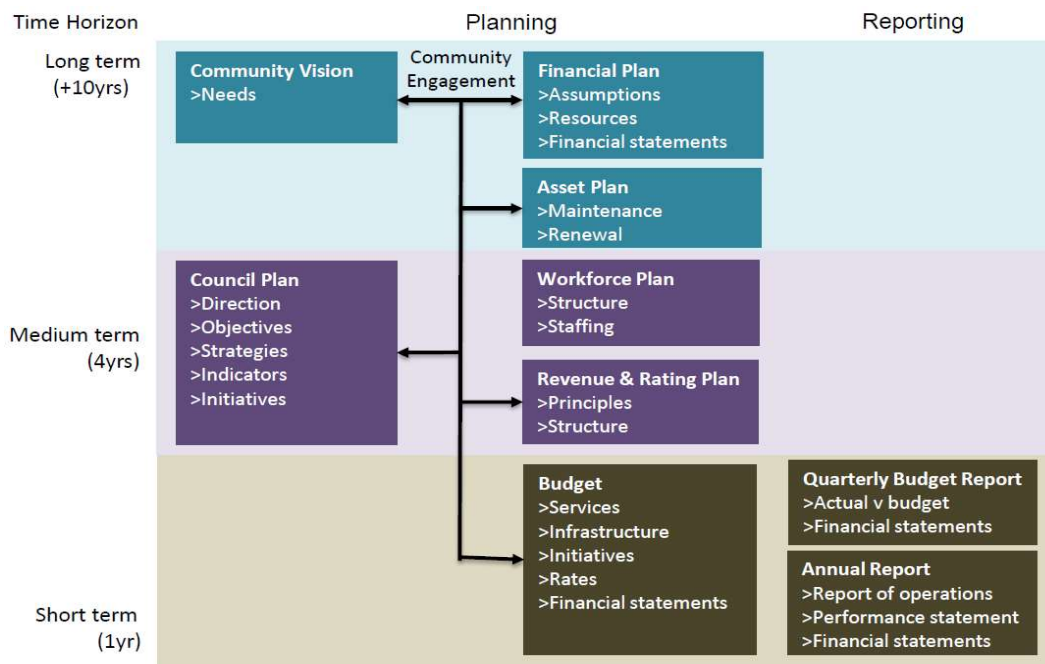 Time Horizon
Planning
Reporting
Long term
(+10yrs)
Community Vision
>Needs
Community
Engagement
Financial Plan
>Assumptions
>Resources
>Financial statements
Asset Plan
>Maintenance
>Renewal
Medium term
(4yrs)
Council Plan
>Direction
>Objectives
>Strategies
>Indicators
>Initiatives
Workforce Plan
>Structure
>Staffing
Revenue & Rating Plan
>Principles
>Structure
Short term
(1yr)
Budget
>Services
>Infrastructure
>Initiatives
>Rates
>Financial statements
Quarterly Budget Report
>Actual v budget
>Financial statements
Annual Report
>Report of operations
>Performance statement
>Financial statements